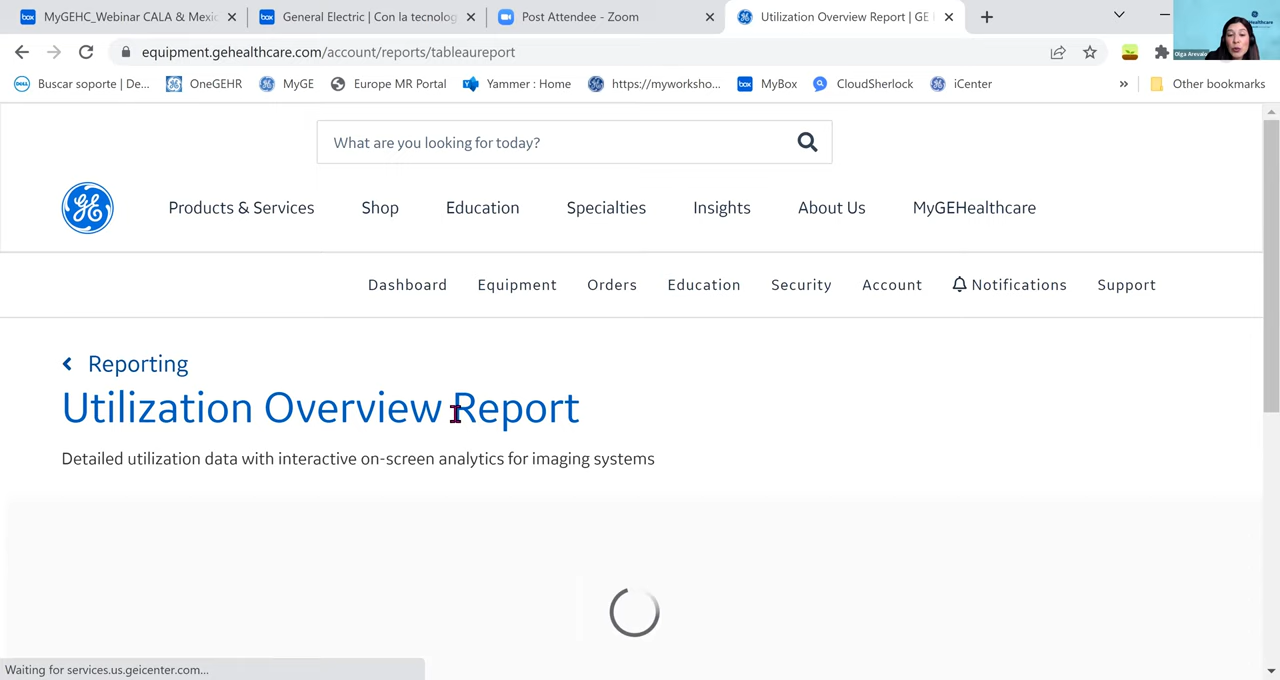 MyGEHC_Webinar CALA & Mexic
General Electric | Con la tecnolog
Post Attendee - Zoom
Utilization Overview Report | GE
equipment.gehealthcare.com/account/reports/tableaureport
Olga Arevalo
Buscar soporte | De...
OneGEHR
MyGE
Europe MR Portal
Yammer : Home
https://myworksho...
MyBox
CloudSherlock
iCenter
»
Other bookmarks
What are you looking for today?
Products & Services
Shop
Education
Specialties
Insights
About Us
MyGEHealthcare
Dashboard
Equipment
Orders
Education
Security
Account
Notifications
Support
Reporting
Utilization Overview Report
Detailed utilization data with interactive on-screen analytics for imaging systems
Waiting for services.us.geicenter.com...